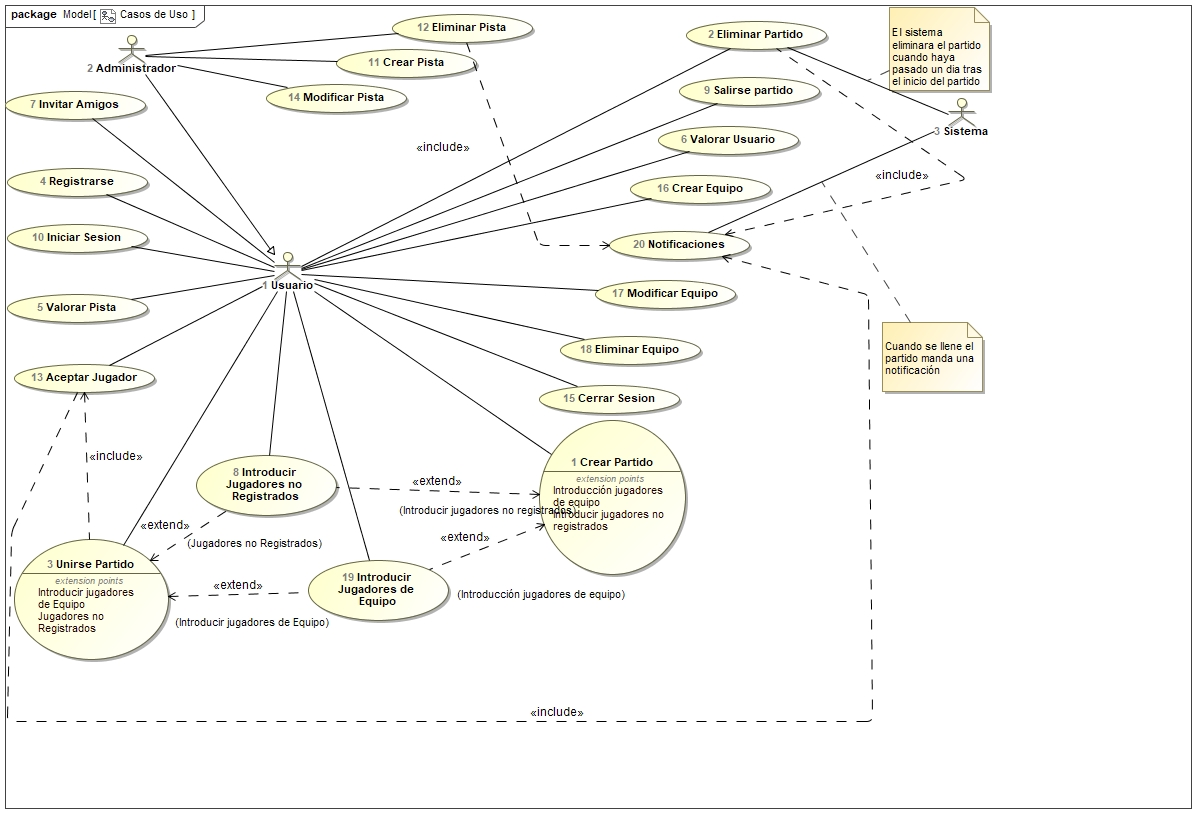 package Model [ Casos de Uso ]
12 Eliminar Pista
2 Eliminar Partido
El sistema
eliminara el partido
cuando haya
pasado un dia tras
el inicio del partido
2 Administrador
11 Crear Pista
14 Modificar Pista
9 Salirse partido
7 Invitar Amigos
3 Sistema
6 Valorar Usuario
«include»
«include»
4 Registrarse
16 Crear Equipo
10 Iniciar Sesion
20 Notificaciones
1 Usuario
17 Modificar Equipo
5 Valorar Pista
18 Eliminar Equipo
Cuando se llene el
partido manda una
notificación
13 Aceptar Jugador
15 Cerrar Sesion
«include»
8 Introducir
Jugadores no
Registrados
«extend»
(Introducir jugadores no registrados)
1 Crear Partido
extension points
Introducción jugadores
de equipo
Introducir jugadores no
registrados
«extend»
(Jugadores no Registrados)
«extend»
3 Unirse Partido
extension points
Introducir jugadores
de Equipo
Jugadores no
Registrados
«extend»
(Introducir jugadores de Equipo)
19 Introducir
Jugadores de
Equipo
(Introducción jugadores de equipo)
«include»